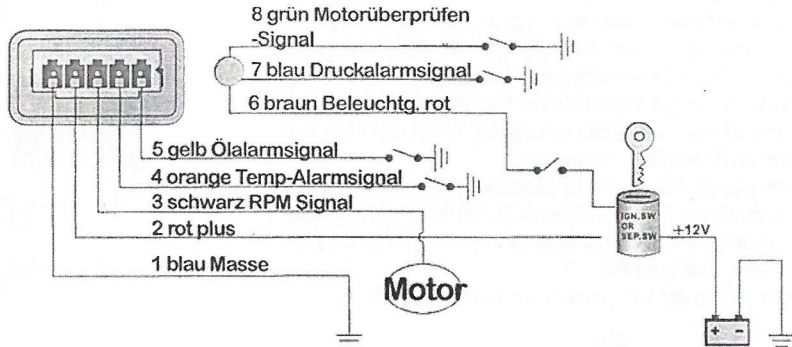 8 grün Motorüberprüfen
-Signal
7 blau Druckalarmsignal
6 braun Beleuchtg. rot
5 gelb Ölalarmsignal
4 orange Temp-Alarmsignal
3 schwarz RPM Signal
2 rot plus
1 blau Masse
Motor
IGN.SW
OR
SEP.SW
+12V
+ -